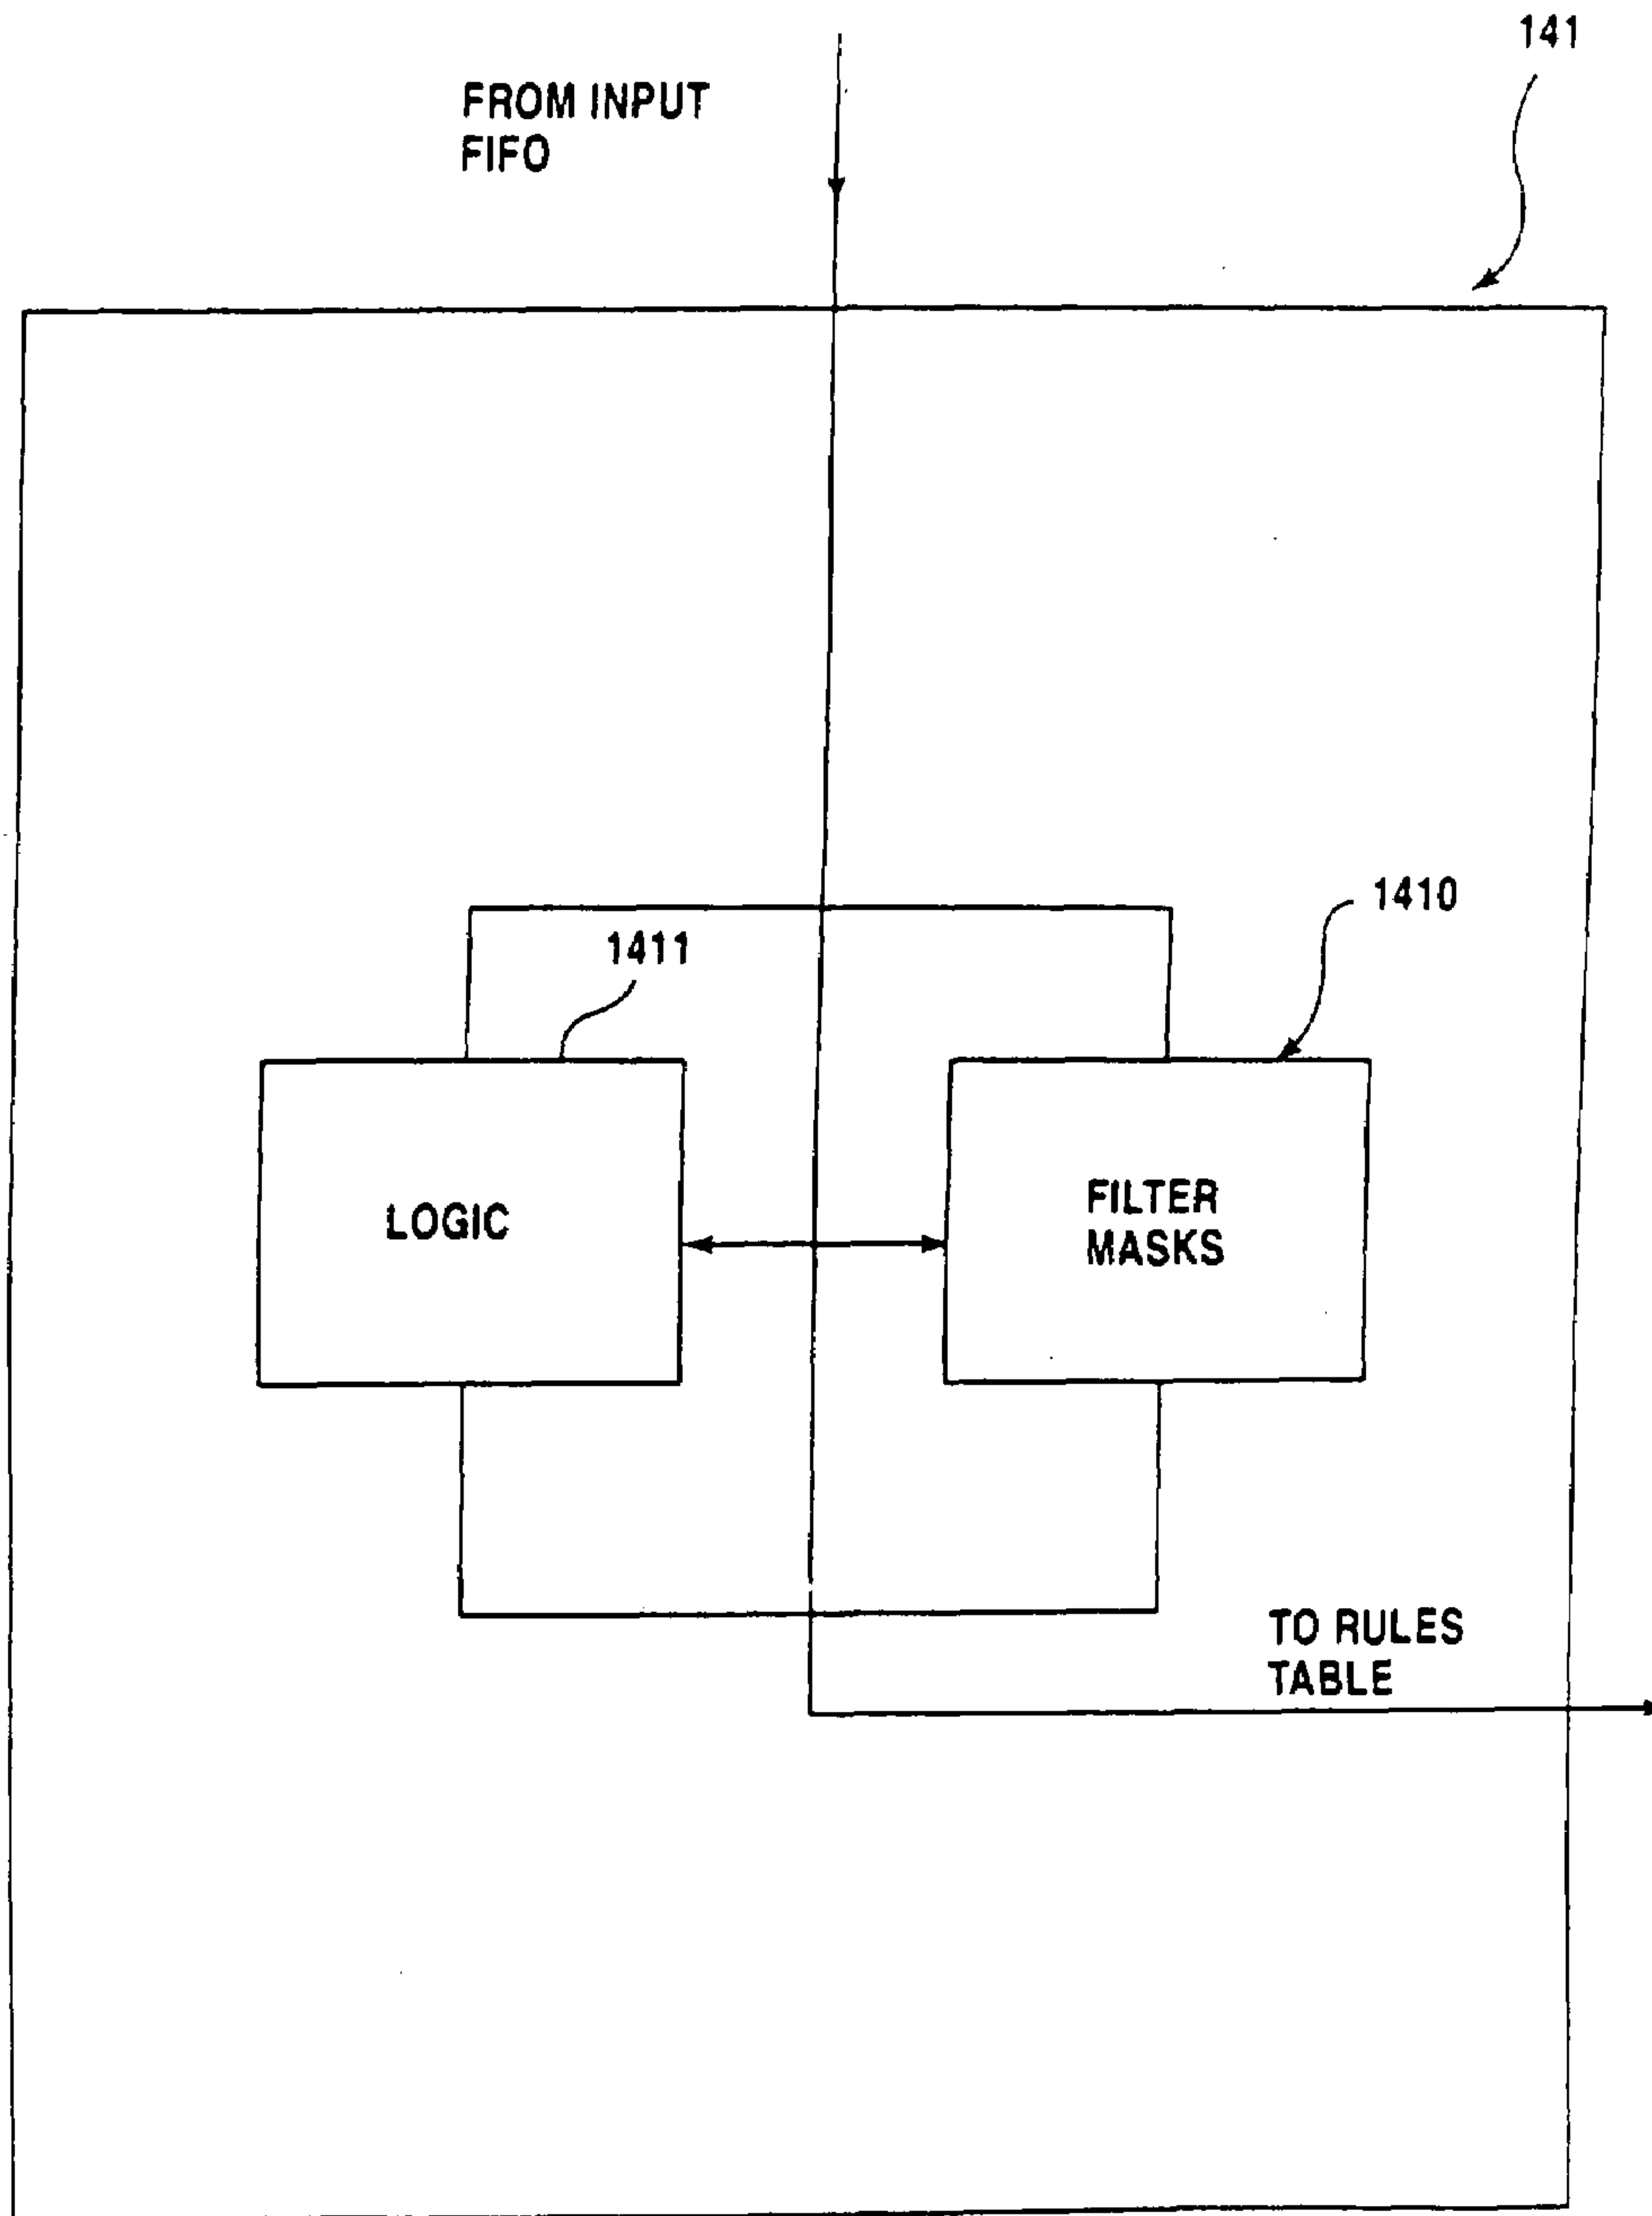 141
FROM INPUT
FIFO
1410
1411
LOGIC
FILTER
MASKS
TO RULES
TABLE